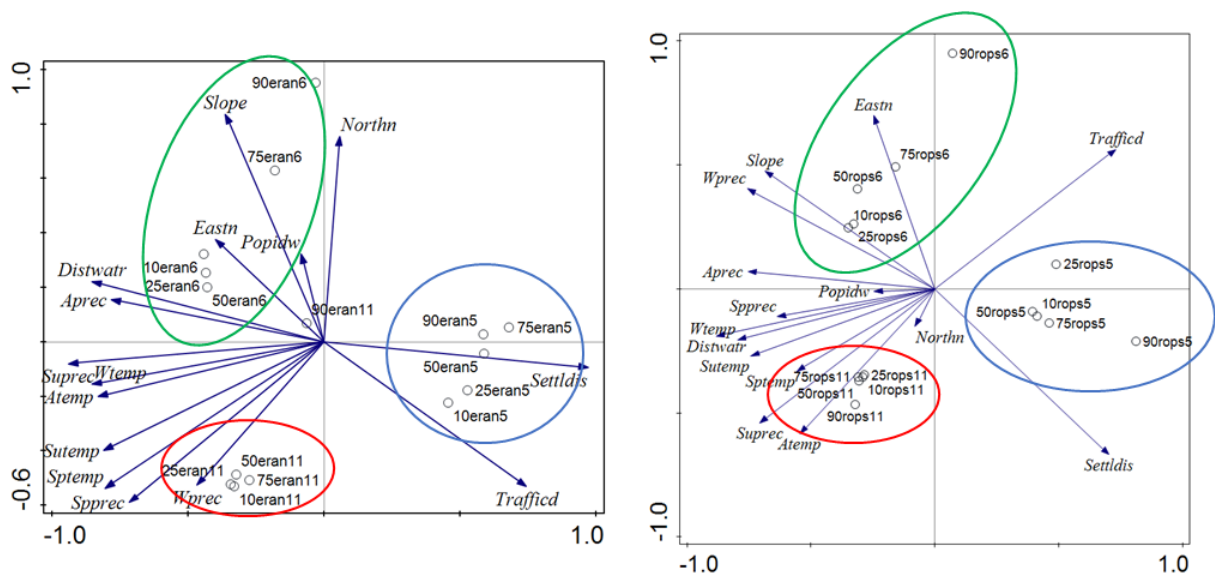 1.0
90eran6
Slope
Northn
75eran6
Eastn
Popidw
Distwatr
10eran6
25eran6
Aprec
50eran6
90eran11
90eran5
75eran5
50eran5
Suprec
Wtemp
Settldis
Atemp
25eran5
10eran5
Sutemp
25eran11
50eran11
Sptemp
75eran11
Spprec
Wprec
10eran11
Trafficd
-0.6
-1.0
1.0
1.0
90rops6
Eastn
Trafficd
75rops6
Slope
Wprec
50rops6
10rops6
25rops6
25rops5
Aprec
Popidw
Spprec
50rops5
10rops5
75rops5
Wtemp
Northn
Distwatr
90rops5
Sutemp
Sptemp
75rops11
25rops11
50rops11
10rops11
90rops11
Suprec
Atemp
Settldis
-1.0
-1.0
1.0